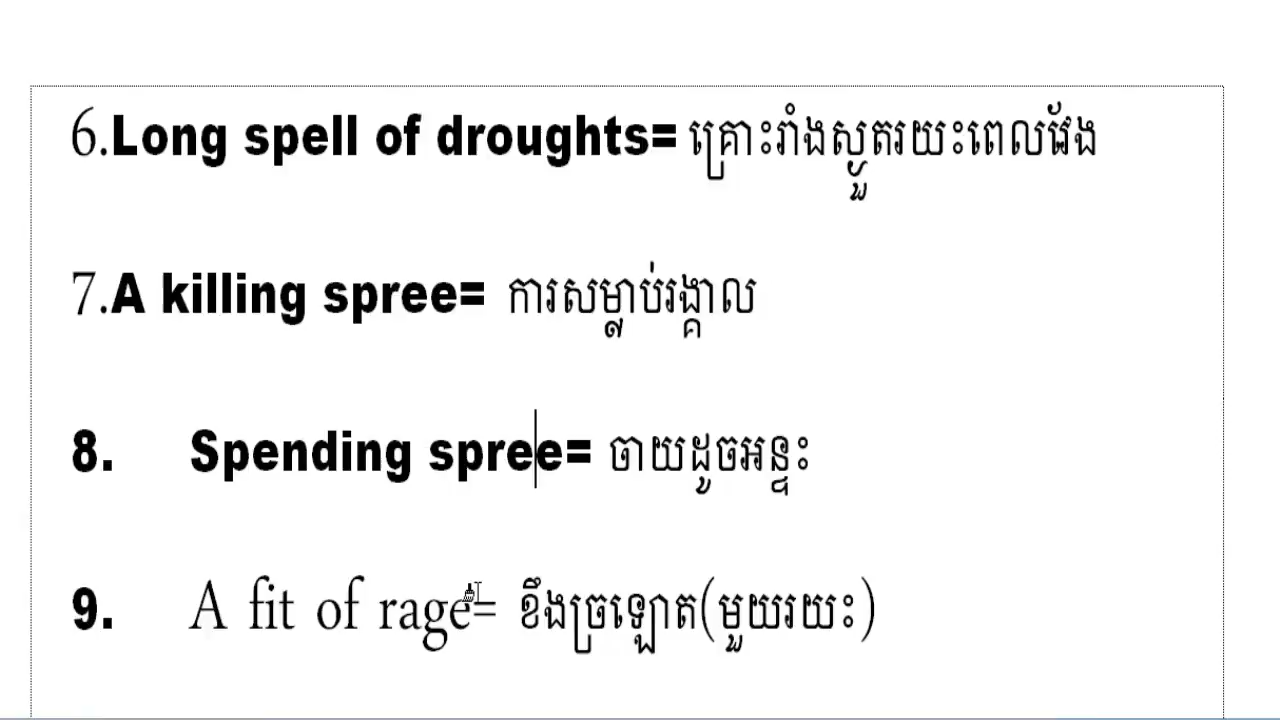 6.Long spell of droughts= គ្រោះរាំងស្ងួតរយះពេលវែង
7.A killing spree= ការសម្លាប់រង្គាល
8. Spending spree= ចាយដូចអន្ទះ
9. A fit of rage= ខឹងច្រឡោត(មួយរយះ)